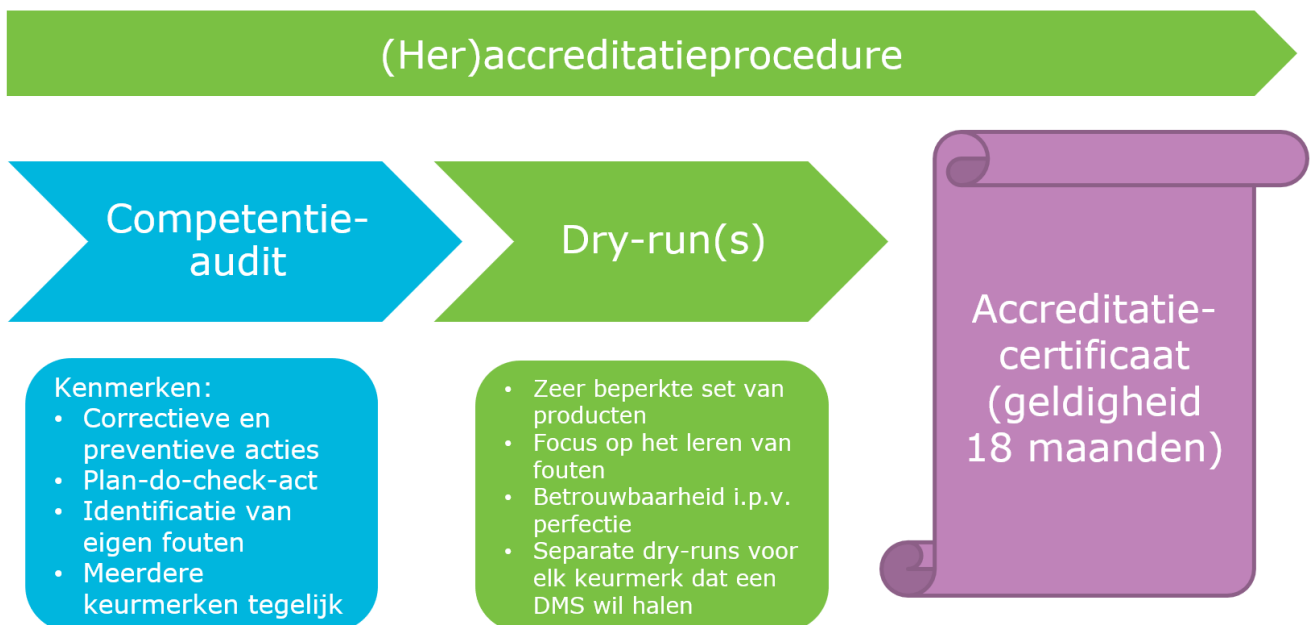 (Her)accreditatieprocedure
Competentie-
audit
Dry-run(s)
Kenmerken:
• Correctieve en
preventieve acties
• Plan-do-check-act
• Identificatie van
eigen fouten
• Meerdere
keurmerken tegelijk
• Zeer beperkte set van
producten
• Focus op het leren van
fouten
• Betrouwbaarheid i.p.v.
perfectie
• Separate dry-runs voor
elk keurmerk dat een
DMS wil halen
Accreditatie-
certificaat
(geldigheid
18 maanden)